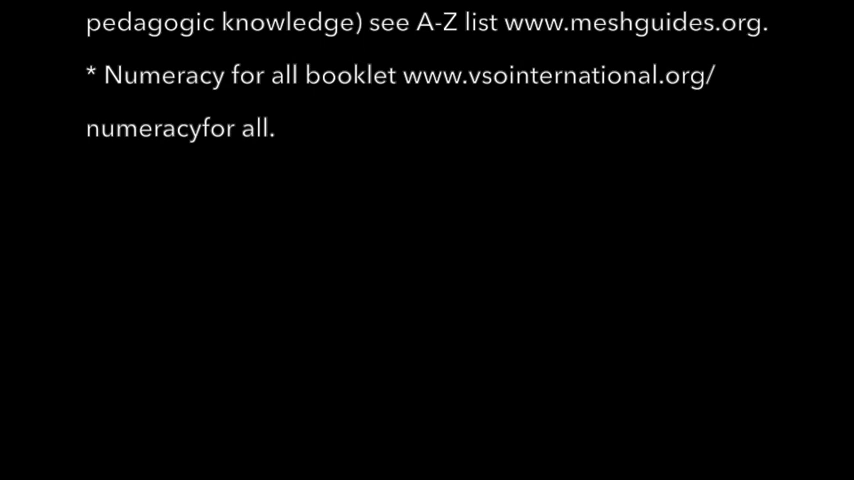 pedagogic knowledge) see A-Z list www.meshguides.org.
* Numeracy for all booklet www.vsointernational.org/
numeracyfor all.